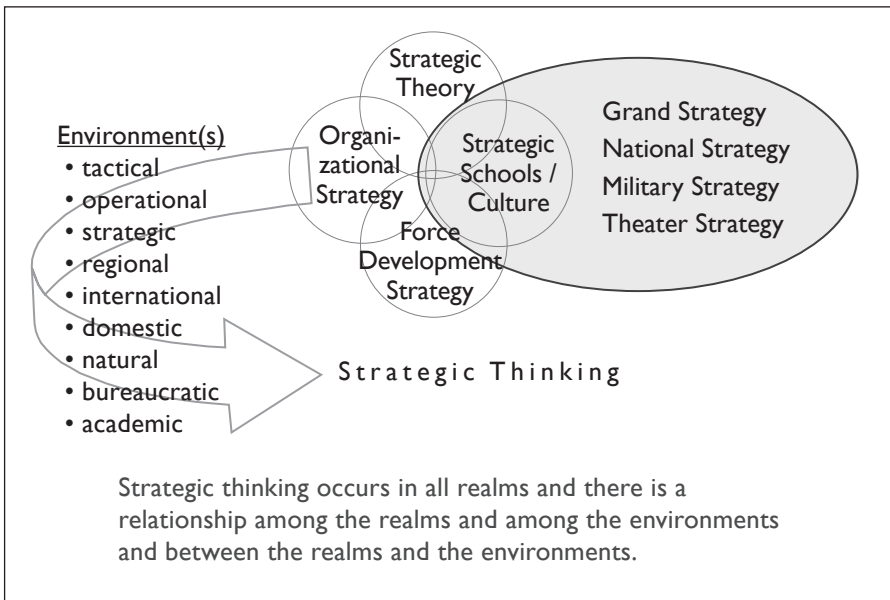 Strategic
Theory
Environment(s)
• tactical
• operational
• strategic
• regional
• international
• domestic
• natural
• bureaucratic
• academic
Organi-
zational
Strategy
Strategic
Schools /
Culture
Force
Development
Strategy
Grand Strategy
National Strategy
Military Strategy
Theater Strategy
Strategic Thinking
Strategic thinking occurs in all realms and there is a
relationship among the realms and among the environments
and between the realms and the environments.